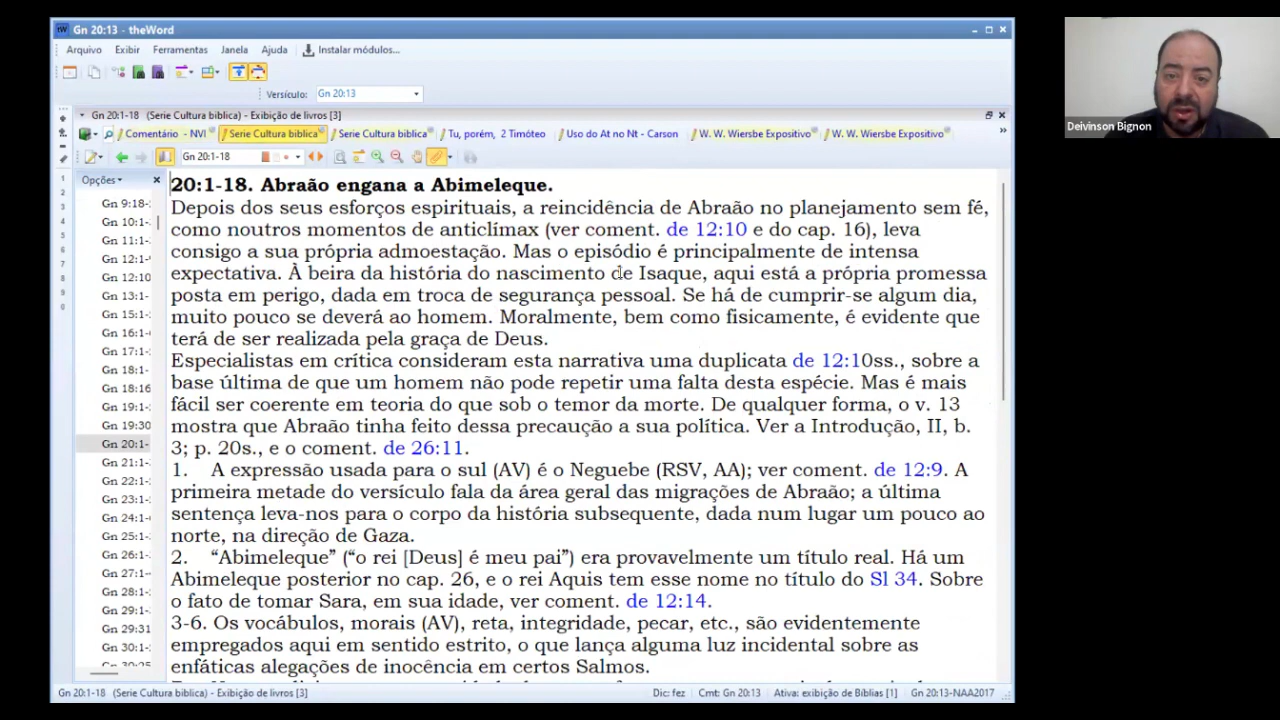 Gn 20:13 - theWord
Arquivo Exibir Ferramentas Janela Ajuda Instalar módulos...
Versículo: Gn 20:13
Gn 20:1-18 (Serie Cultura biblica) - Exibição de livros [3]
Comentário - NVI Serie Cultura biblica Serie Cultura biblica Tu, porém, 2 Timóteo Uso do At no Nt - Carson W. W. Wiersbe Expositivo W. W. Wiersbe Expositivo
Gn 20:1-18
Opções
Gn 9:18-
Gn 10:1-
Gn 11:1-
Gn 12:1-
Gn 12:10
Gn 13:1-
Gn 15:1-
Gn 16:1-
Gn 17:1-
Gn 18:1-
Gn 18:16
Gn 19:1-
Gn 19:30
Gn 20:1-
Gn 21:1-
Gn 22:1-
Gn 23:1-
Gn 24:1-
Gn 25:1-
Gn 26:1-
Gn 27:1-
Gn 28:1-
Gn 29:1-
Gn 29:31
Gn 30:1-
Gn 30:25
1
2
3
4
5
6
7
8
9
0
20:1-18. Abraão engana a Abimeleque.
Depois dos seus esforços espirituais, a reincidência de Abraão no planejamento sem fé,
como noutros momentos de anticlímax (ver coment. de 12:10 e do cap. 16), leva
consigo a sua própria admoestação. Mas o episódio é principalmente de intensa
expectativa. À beira da história do nascimento de Isaque, aqui está a própria promessa
posta em perigo, dada em troca de segurança pessoal. Se há de cumprir-se algum dia,
muito pouco se deverá ao homem. Moralmente, bem como fisicamente, é evidente que
terá de ser realizada pela graça de Deus.
Especialistas em crítica consideram esta narrativa uma duplicata de 12:10ss., sobre a
base última de que um homem não pode repetir uma falta desta espécie. Mas é mais
fácil ser coerente em teoria do que sob o temor da morte. De qualquer forma, o v. 13
mostra que Abraão tinha feito dessa precaução a sua política. Ver a Introdução, II, b.
3; p. 20s., e o coment. de 26:11.
1. A expressão usada para o sul (AV) é o Neguebe (RSV, AA); ver coment. de 12:9. A
primeira metade do versículo fala da área geral das migrações de Abraão; a última
sentença leva-nos para o corpo da história subsequente, dada num lugar um pouco ao
norte, na direção de Gaza.
2. “Abimeleque” (“o rei [Deus] é meu pai”) era provavelmente um título real. Há um
Abimeleque posterior no cap. 26, e o rei Aquis tem esse nome no título do Sl 34. Sobre
o fato de tomar Sara, em sua idade, ver coment. de 12:14.
3-6. Os vocábulos, morais (AV), reta, integridade, pecar, etc., são evidentemente
empregados aqui em sentido estrito, o que lança alguma luz incidental sobre as
enfáticas alegações de inocência em certos Salmos.
Gn 20:1-18 (Serie Cultura biblica) - Exibição de livros [3] Dic: fez Cmt: Gn 20:13 Ativa: exibição de Bíblias [1] Gn 20:13-NAA2017
Deivinson Bignon